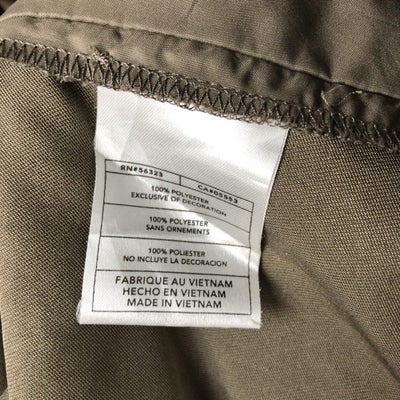 RN#56323 CA#05553
100% POLYESTER
EXCLUSIVE OF DECORATION
100% POLYESTER
SANS ORNEMENTS
100% POLIESTER
NO INCLUYE LA DECORACION
FABRIQUE AU VIETNAM
HECHO EN VIETNAM
MADE IN VIETNAM